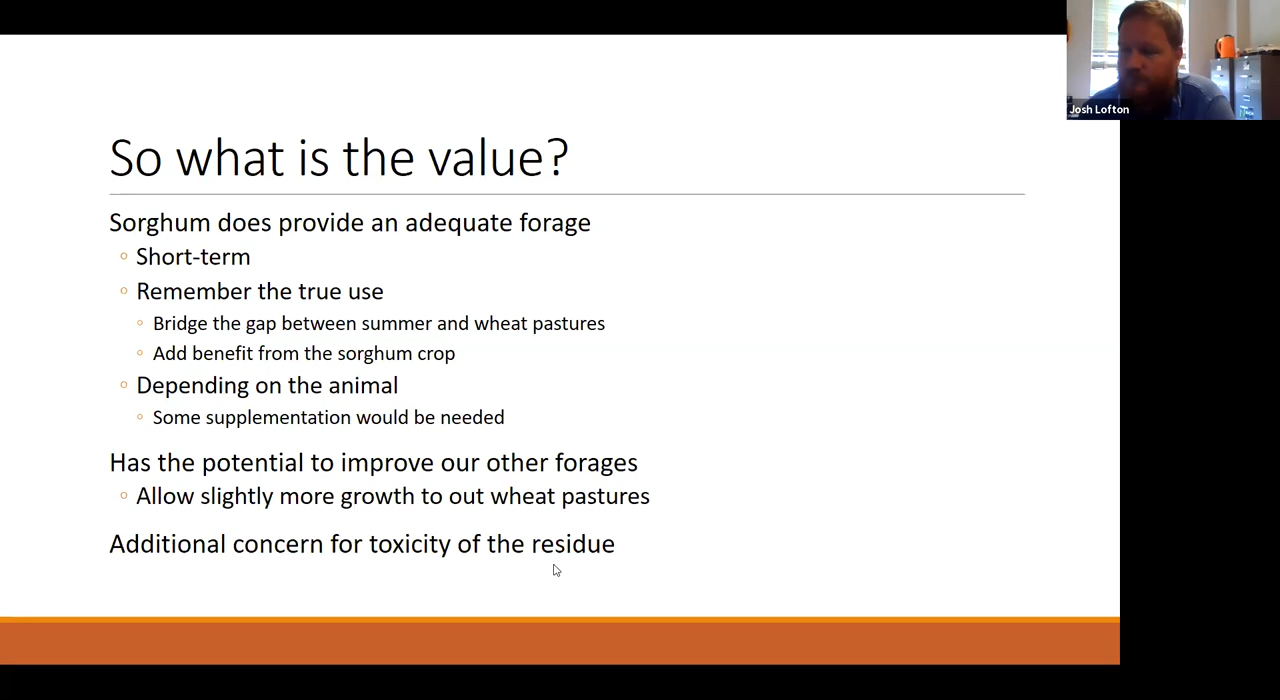 Josh Lofton
So what is the value?
Sorghum does provide an adequate forage
Short-term
Remember the true use
Bridge the gap between summer and wheat pastures
Add benefit from the sorghum crop
Depending on the animal
Some supplementation would be needed
Has the potential to improve our other forages
Allow slightly more growth to out wheat pastures
Additional concern for toxicity of the residue